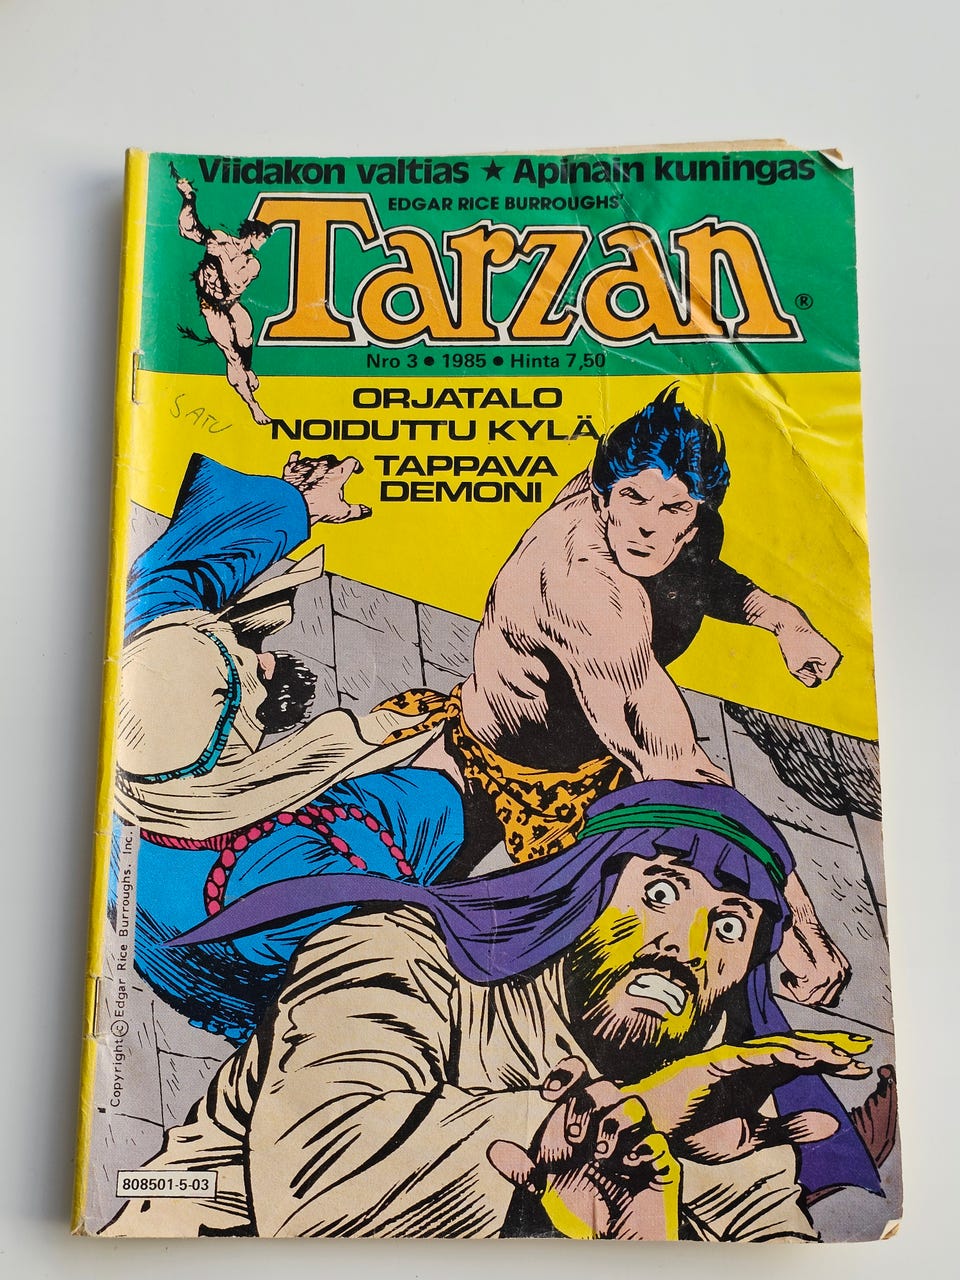 Viidakon valtias ★ Apinain kuningas
EDGAR RICE BURROUGHS'
Tarzan®
Nro 3 • 1985 • Hinta 7,50
ORJATALO
NOIDUTTU KYLÄ
TAPPAVA
DEMONI
SATU
Copyright © Edgar Rice Burroughs. Inc.
808501-5-03